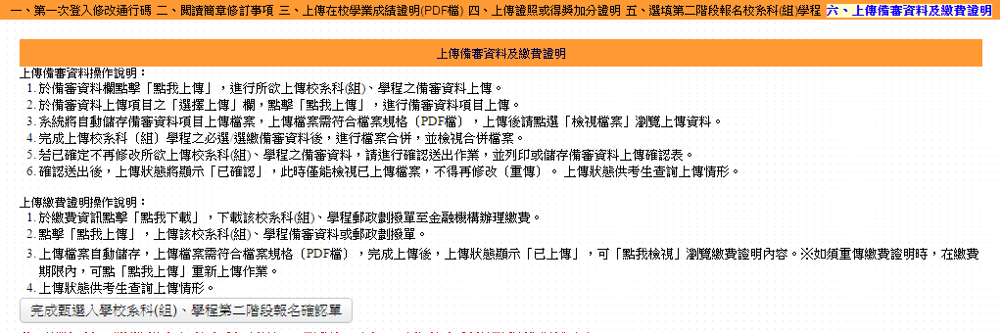 一、第一次登入修改通行碼 二、閱讀簡章修訂事項 三、上傳在校學業成績證明(PDF檔) 四、上傳證照或得獎加分證明 五、選填第二階段報名校系科(組)學程 六、上傳備審資料及繳費證明
上傳備審資料及繳費證明
上傳備審資料操作說明：
1. 於備審資料欄點擊「點我上傳」，進行所欲上傳校系科(組)、學程之備審資料上傳。
2. 於備審資料上傳項目之「選擇上傳」欄，點擊「點我上傳」，進行備審資料項目上傳。
3. 系統將自動儲存備審資料項目上傳檔案，上傳檔案需符合檔案規格〔PDF檔〕，上傳後請點選「檢視檔案」瀏覽上傳資料。
4. 完成上傳校系科〔組〕學程之必選/選繳備審資料後，進行檔案合併，並檢視合併檔案。
5. 若已確定不再修改所欲上傳校系科(組)、學程之備審資料，請進行確認送出作業，並列印或儲存備審資料上傳確認表。
6. 確認送出後，上傳狀態將顯示「已確認」，此時僅能檢視已上傳檔案，不得再修改〔重傳〕。 上傳狀態供考生查詢上傳情形。
上傳繳費證明操作說明：
1. 於繳費資訊點擊「點我下載」，下載該校系科(組)、學程郵政劃撥單至金融機構辦理繳費。
2. 點擊「點我上傳」，上傳該校系科(組)、學程備審資料或郵政劃撥單。
3. 上傳檔案自動儲存，上傳檔案需符合檔案規格〔PDF檔〕，完成上傳後，上傳狀態顯示「已上傳」，可「點我檢視」瀏覽繳費證明內容。※如須重傳繳費證明時，在繳費
期限內，可點「點我上傳」重新上傳作業。
4. 上傳狀態供考生查詢上傳情形。
完成甄選入學校系科(組)、學程第二階段報名確認單